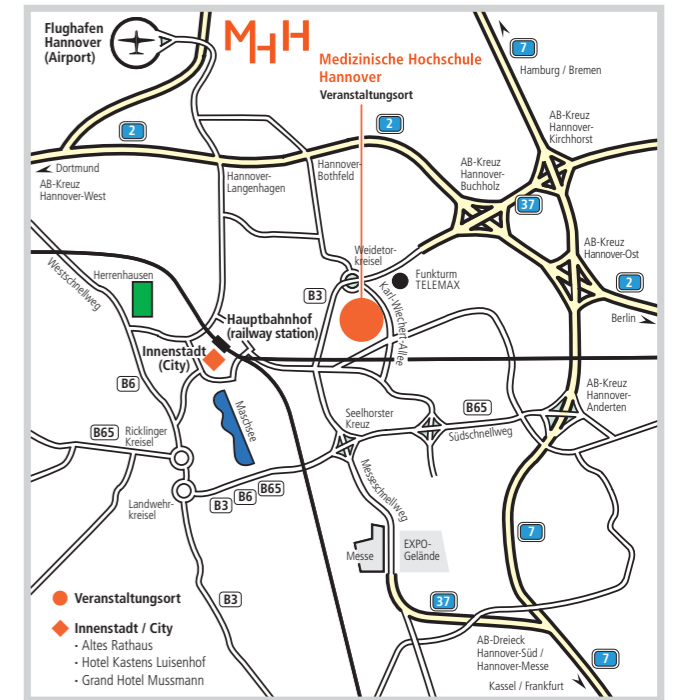 Flughafen
Hannover
(Airport)
MHH
Medizinische Hochschule
Hannover
Veranstaltungsort
7
Hamburg / Bremen
2
2
AB-Kreuz
Hannover-
Kirchhorst
Dortmund
AB-Kreuz
Hannover-West
Hannover-
Langenhagen
Hannover-
Bothfeld
AB-Kreuz
Hannover-
Buchholz
37
AB-Kreuz
Hannover-Ost
2
Berlin
Westschnellweg
Herrenhausen
Weidetor-
kreisel
Funkturm
TELEMAX
B3
Karl-Wiechert-Allee
Hauptbahnhof
(railway station)
Innenstadt
(City)
B6
Maschsee
AB-Kreuz
Hannover-
Anderten
B65
Ricklinger
Kreisel
Seelhorster
Kreuz
B65
Südschnellweg
Landwehr-
kreisel
B3
B6
B65
Messeschnellweg
Messe
EXPO-
Gelände
7
B3
37
Veranstaltungsort
Innenstadt / City
- Altes Rathaus
- Hotel Kastens Luisenhof
- Grand Hotel Mussmann
AB-Dreieck
Hannover-Süd /
Hannover-Messe
7
Kassel / Frankfurt